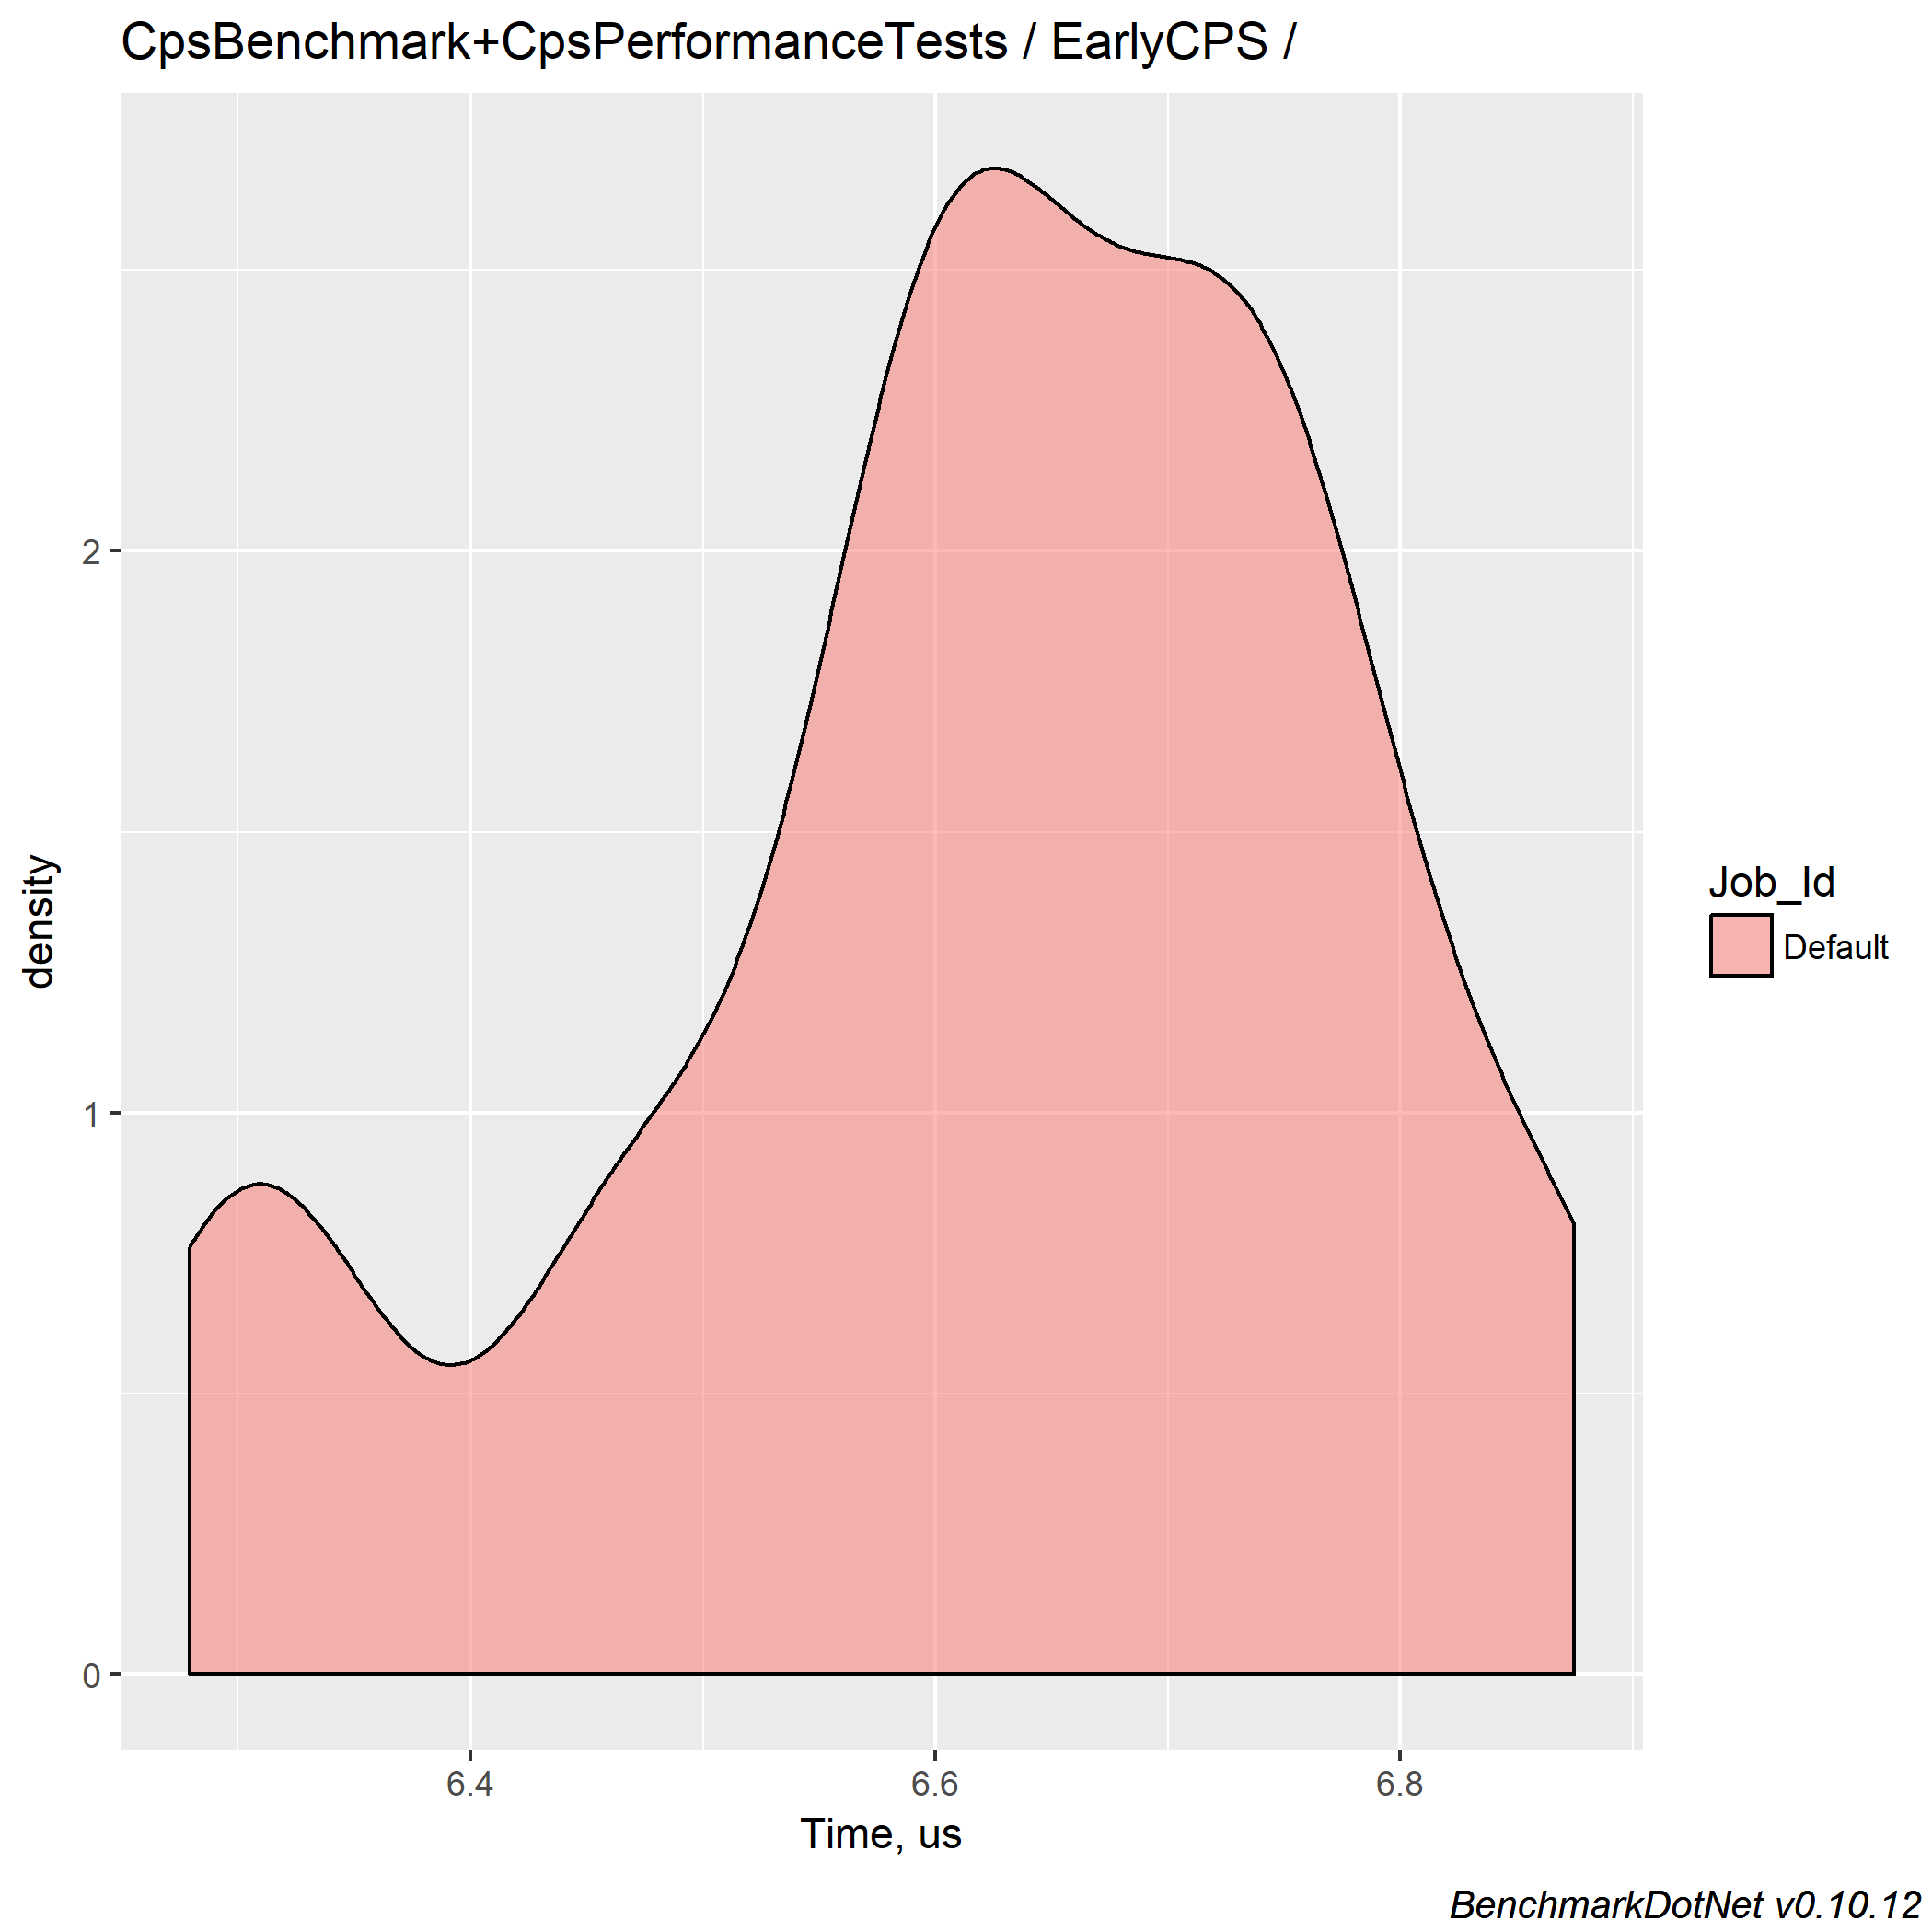 CpsBenchmark+CpsPerformanceTests / EarlyCPS /
density
2
1
0
6.4 6.6 6.8
Time, us
Job_Id
Default
BenchmarkDotNet v0.10.12